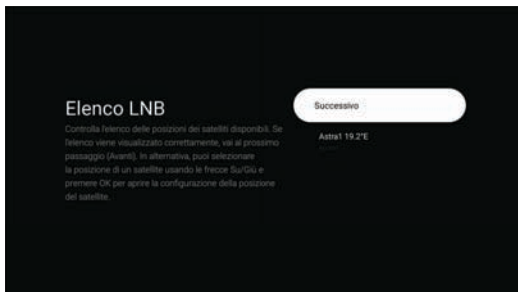 Elenco LNB
Controlla l'elenco delle posizioni dei satelliti disponibili. Se
l'elenco viene visualizzato correttamente, vai al prossimo
passaggio (Avanti). In alternativa, puoi selezionare
la posizione di un satellite usando le frecce Su/Giù e
premere OK per aprire la configurazione della posizione
del satellite.
Successivo
Astra1 19.2°E